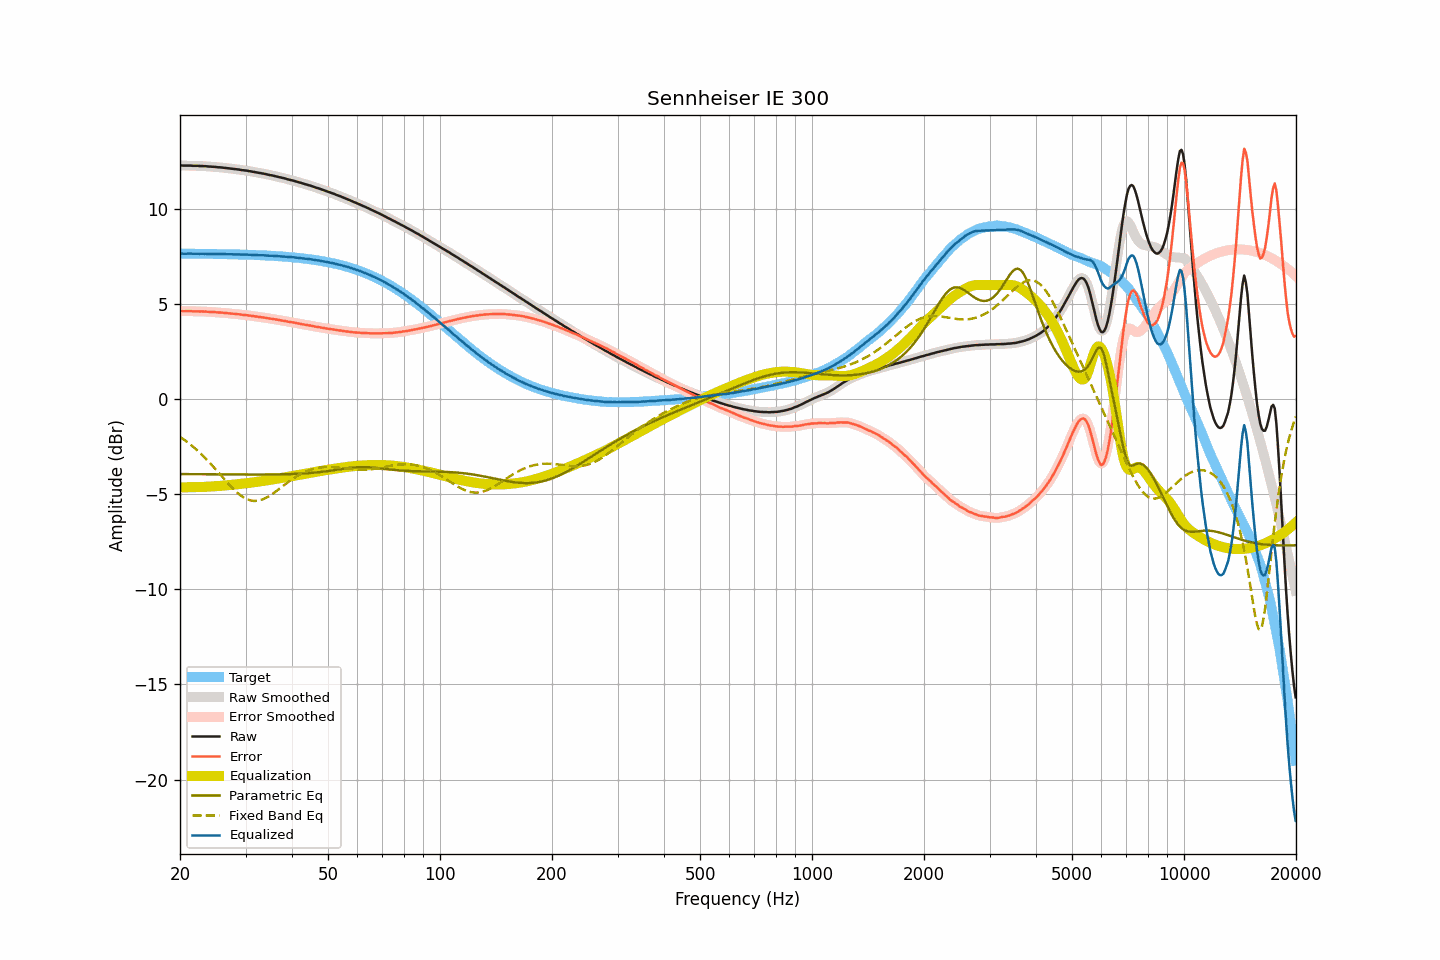 Sennheiser IE 300
Amplitude (dBr)
10
5
0
−5
−10
−15
−20
Target
Raw Smoothed
Error Smoothed
Raw
Error
Equalization
Parametric Eq
Fixed Band Eq
Equalized
20 50 100 200 500 1000 2000 5000 10000 20000
Frequency (Hz)